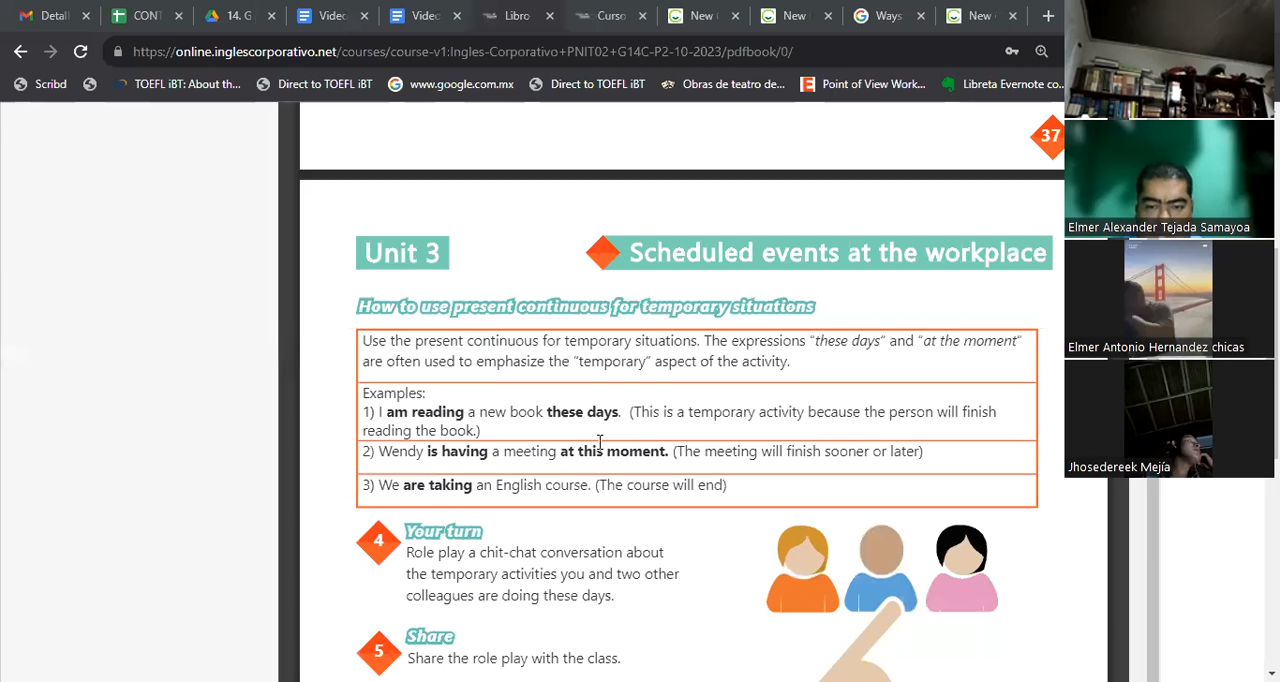 Detal
CON
14. G
Videc
Videc
Libro
Curso
New
New
Ways
New
https://online.inglescorporativo.net/courses/course-v1:Ingles-Corporativo+PNIT02+G14C-P2-10-2023/pdfbook/0/
Scribd
TOEFL iBT: About th...
Direct to TOEFL iBT
www.google.com.mx
Direct to TOEFL iBT
Obras de teatro de...
Point of View Work...
Libreta Evernote co...
37
Unit 3
Scheduled events at the workplace
How to use present continuous for temporary situations
Use the present continuous for temporary situations. The expressions "these days" and "at the moment"
are often used to emphasize the "temporary" aspect of the activity.
Examples:
1) I am reading a new book these days. (This is a temporary activity because the person will finish
reading the book.)
2) Wendy is having a meeting at this moment. (The meeting will finish sooner or later)
3) We are taking an English course. (The course will end)
4
Your turn
Role play a chit-chat conversation about
the temporary activities you and two other
colleagues are doing these days.
5
Share
Share the role play with the class.
Elmer Alexander Tejada Samayoa
Elmer Antonio Hernandez chicas
Jhosedereek Mejía